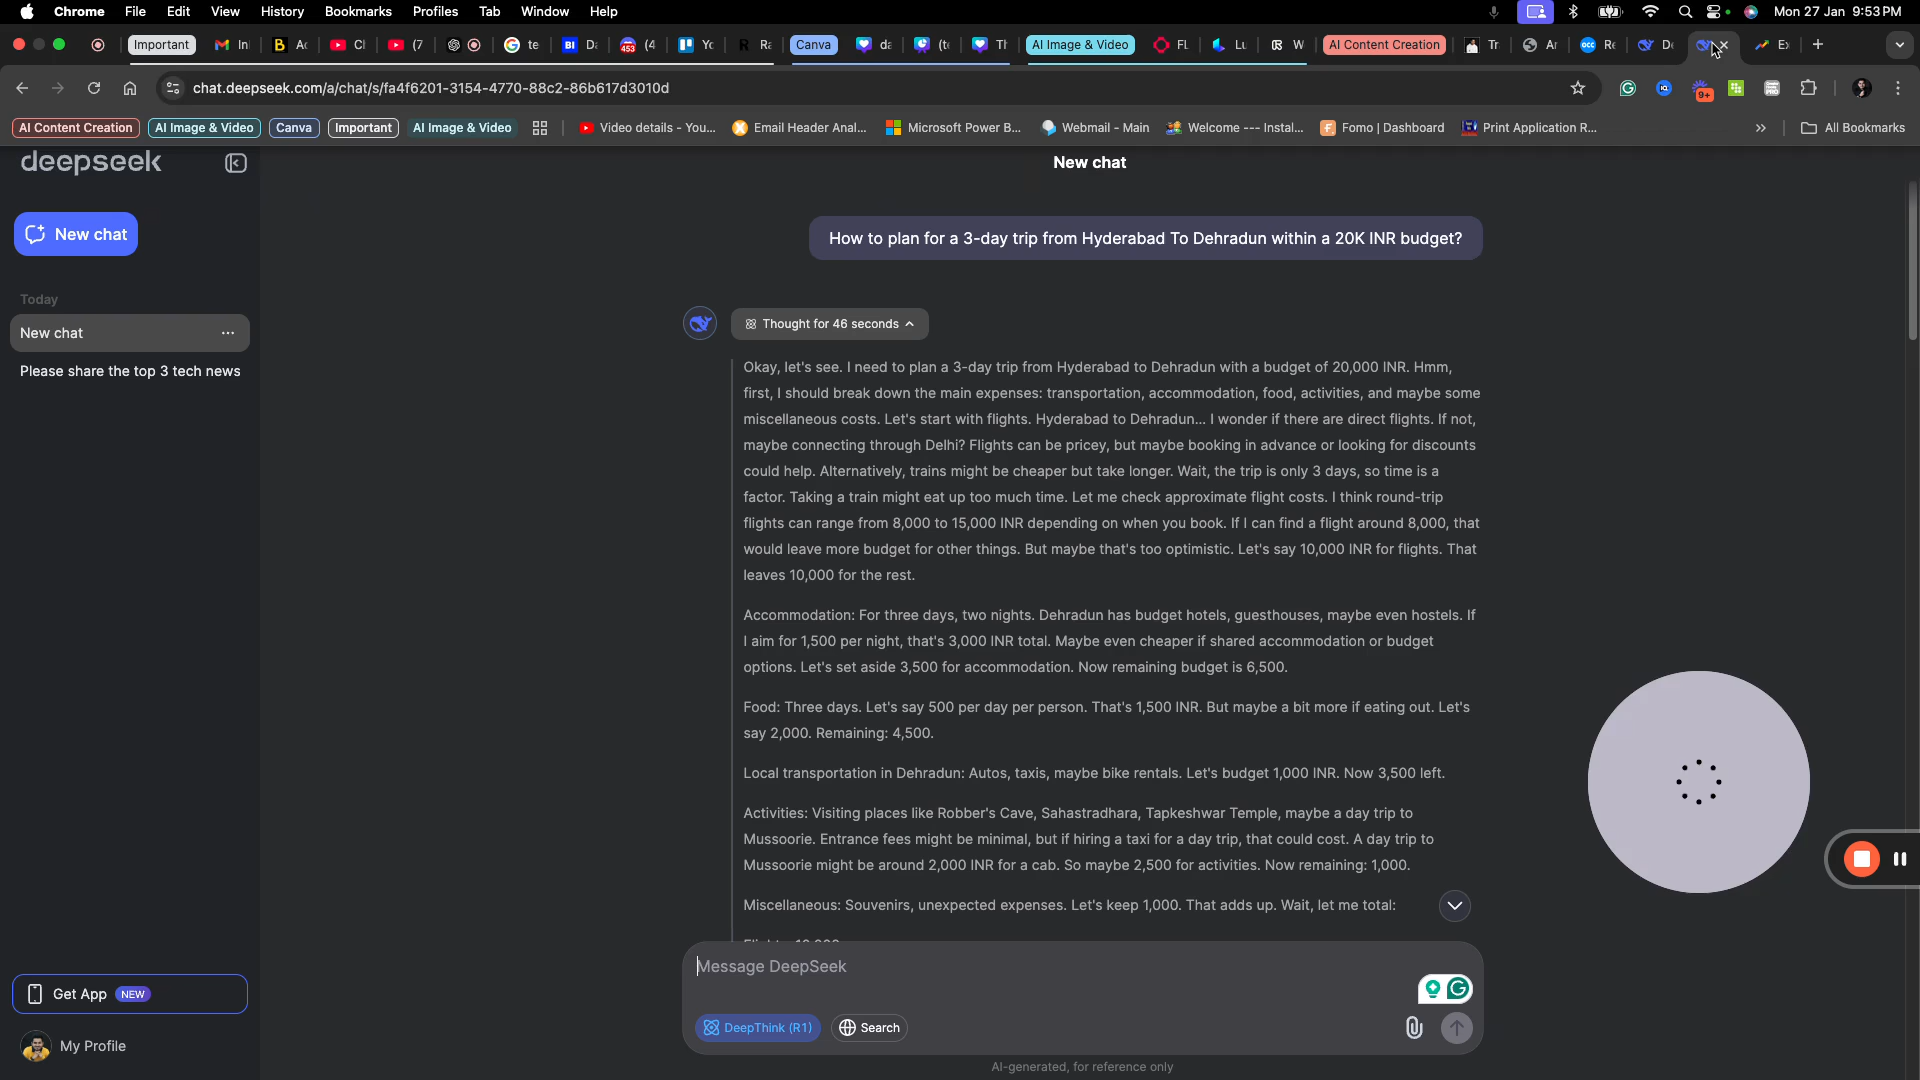 Chrome File Edit View History Bookmarks Profiles Tab Window Help Mon 27 Jan 9:53 PM
Important In Ac Cl (7 te Di 453 (4 Yc Ra Canva da (t Tl AI Image & Video FL Lu W AI Content Creation Tr Ar Re De Ex
chat.deepseek.com/a/chat/s/fa4f6201-3154-4770-88c2-86b617d3010d 9+
AI Content Creation AI Image & Video Canva Important AI Image & Video Video details - You... Email Header Anal... Microsoft Power B... Webmail - Main Welcome --- Instal... Fomo | Dashboard Print Application R... » All Bookmarks
deepseek
New chat
New chat
How to plan for a 3-day trip from Hyderabad To Dehradun within a 20K INR budget?
Today
New chat ...
Please share the top 3 tech news
Thought for 46 seconds
Okay, let's see. I need to plan a 3-day trip from Hyderabad to Dehradun with a budget of 20,000 INR. Hmm,
first, I should break down the main expenses: transportation, accommodation, food, activities, and maybe some
miscellaneous costs. Let's start with flights. Hyderabad to Dehradun... I wonder if there are direct flights. If not,
maybe connecting through Delhi? Flights can be pricey, but maybe booking in advance or looking for discounts
could help. Alternatively, trains might be cheaper but take longer. Wait, the trip is only 3 days, so time is a
factor. Taking a train might eat up too much time. Let me check approximate flight costs. I think round-trip
flights can range from 8,000 to 15,000 INR depending on when you book. If I can find a flight around 8,000, that
would leave more budget for other things. But maybe that's too optimistic. Let's say 10,000 INR for flights. That
leaves 10,000 for the rest.
Accommodation: For three days, two nights. Dehradun has budget hotels, guesthouses, maybe even hostels. If
I aim for 1,500 per night, that's 3,000 INR total. Maybe even cheaper if shared accommodation or budget
options. Let's set aside 3,500 for accommodation. Now remaining budget is 6,500.
Food: Three days. Let's say 500 per day per person. That's 1,500 INR. But maybe a bit more if eating out. Let's
say 2,000. Remaining: 4,500.
Local transportation in Dehradun: Autos, taxis, maybe bike rentals. Let's budget 1,000 INR. Now 3,500 left.
Activities: Visiting places like Robber's Cave, Sahastradhara, Tapkeshwar Temple, maybe a day trip to
Mussoorie. Entrance fees might be minimal, but if hiring a taxi for a day trip, that could cost. A day trip to
Mussoorie might be around 2,000 INR for a cab. So maybe 2,500 for activities. Now remaining: 1,000.
Miscellaneous: Souvenirs, unexpected expenses. Let's keep 1,000. That adds up. Wait, let me total:
Message DeepSeek
DeepThink (R1) Search
AI-generated, for reference only
Get App NEW
My Profile